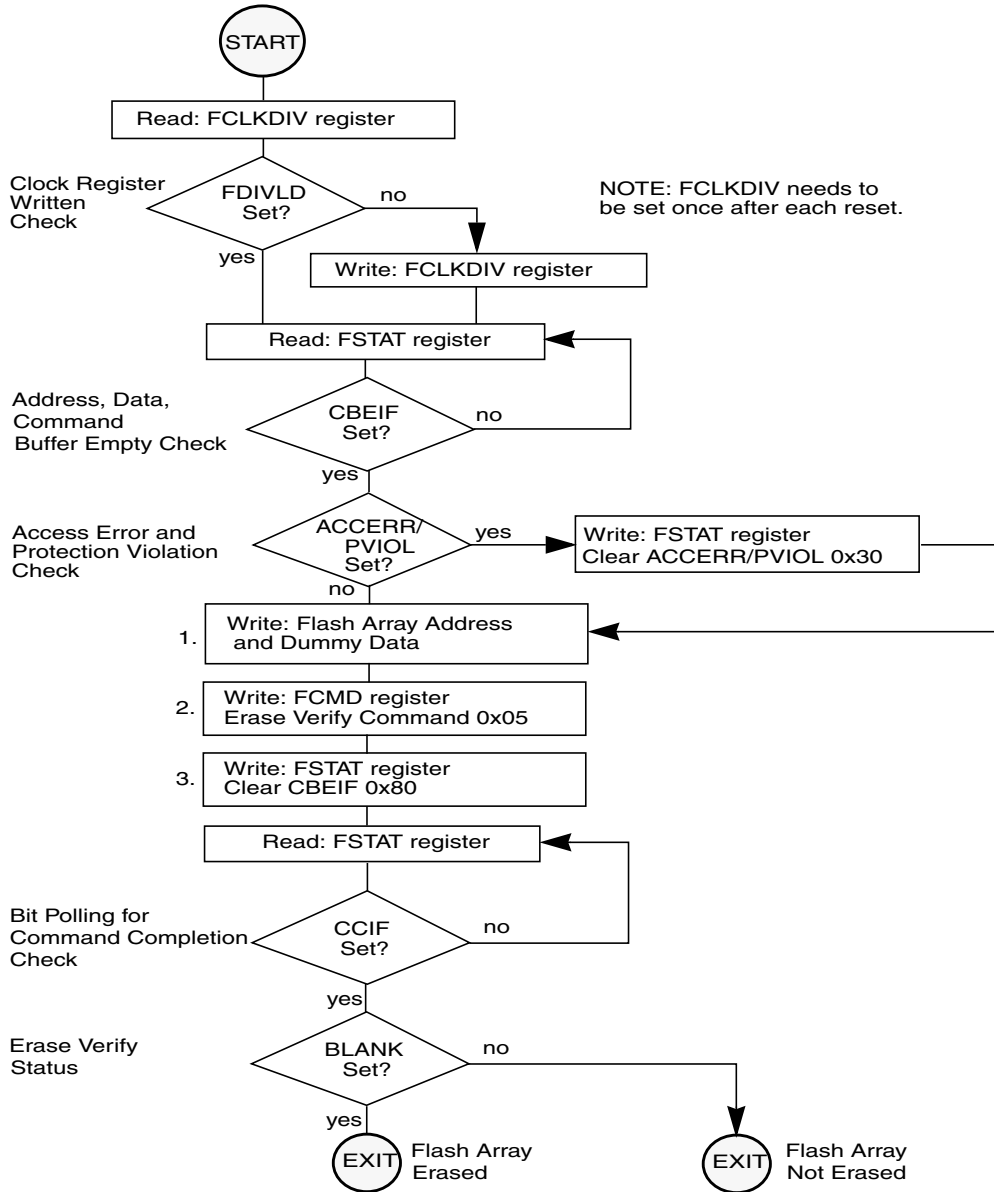 START
Read: FCLKDIV register
Clock Register
Written
Check
FDIVLD
Set?
no
yes
NOTE: FCLKDIV needs to
be set once after each reset.
Write: FCLKDIV register
Read: FSTAT register
Address, Data,
Command
Buffer Empty Check
CBEIF
Set?
no
yes
Access Error and
Protection Violation
Check
ACCERR/
PVIOL
Set?
yes
no
Write: FSTAT register
Clear ACCERR/PVIOL 0x30
1.
Write: Flash Array Address
and Dummy Data
2.
Write: FCMD register
Erase Verify Command 0x05
3.
Write: FSTAT register
Clear CBEIF 0x80
Read: FSTAT register
Bit Polling for
Command Completion
Check
CCIF
Set?
no
yes
Erase Verify
Status
BLANK
Set?
no
yes
EXIT
Flash Array
Erased
EXIT
Flash Array
Not Erased